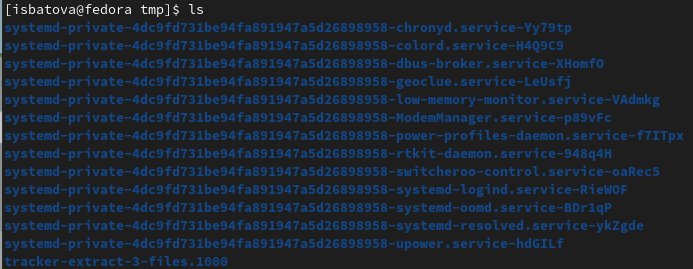 [isbatova@fedora tmp]$ ls
systemd-private-4dc9fd731be94fa891947a5d26898958-chronyd.service-Yy79tp
systemd-private-4dc9fd731be94fa891947a5d26898958-colord.service-H4Q9C9
systemd-private-4dc9fd731be94fa891947a5d26898958-dbus-broker.service-XHomfO
systemd-private-4dc9fd731be94fa891947a5d26898958-geoclue.service-LeUsfj
systemd-private-4dc9fd731be94fa891947a5d26898958-low-memory-monitor.service-VAdmkg
systemd-private-4dc9fd731be94fa891947a5d26898958-ModemManager.service-p89vFc
systemd-private-4dc9fd731be94fa891947a5d26898958-power-profiles-daemon.service-f7ITpx
systemd-private-4dc9fd731be94fa891947a5d26898958-rtkit-daemon.service-948q4H
systemd-private-4dc9fd731be94fa891947a5d26898958-switcheroo-control.service-oaRec5
systemd-private-4dc9fd731be94fa891947a5d26898958-systemd-logind.service-RieWOF
systemd-private-4dc9fd731be94fa891947a5d26898958-systemd-oomd.service-BDr1qP
systemd-private-4dc9fd731be94fa891947a5d26898958-systemd-resolved.service-ykZgde
systemd-private-4dc9fd731be94fa891947a5d26898958-upower.service-hdGILf
tracker-extract-3-files.1000